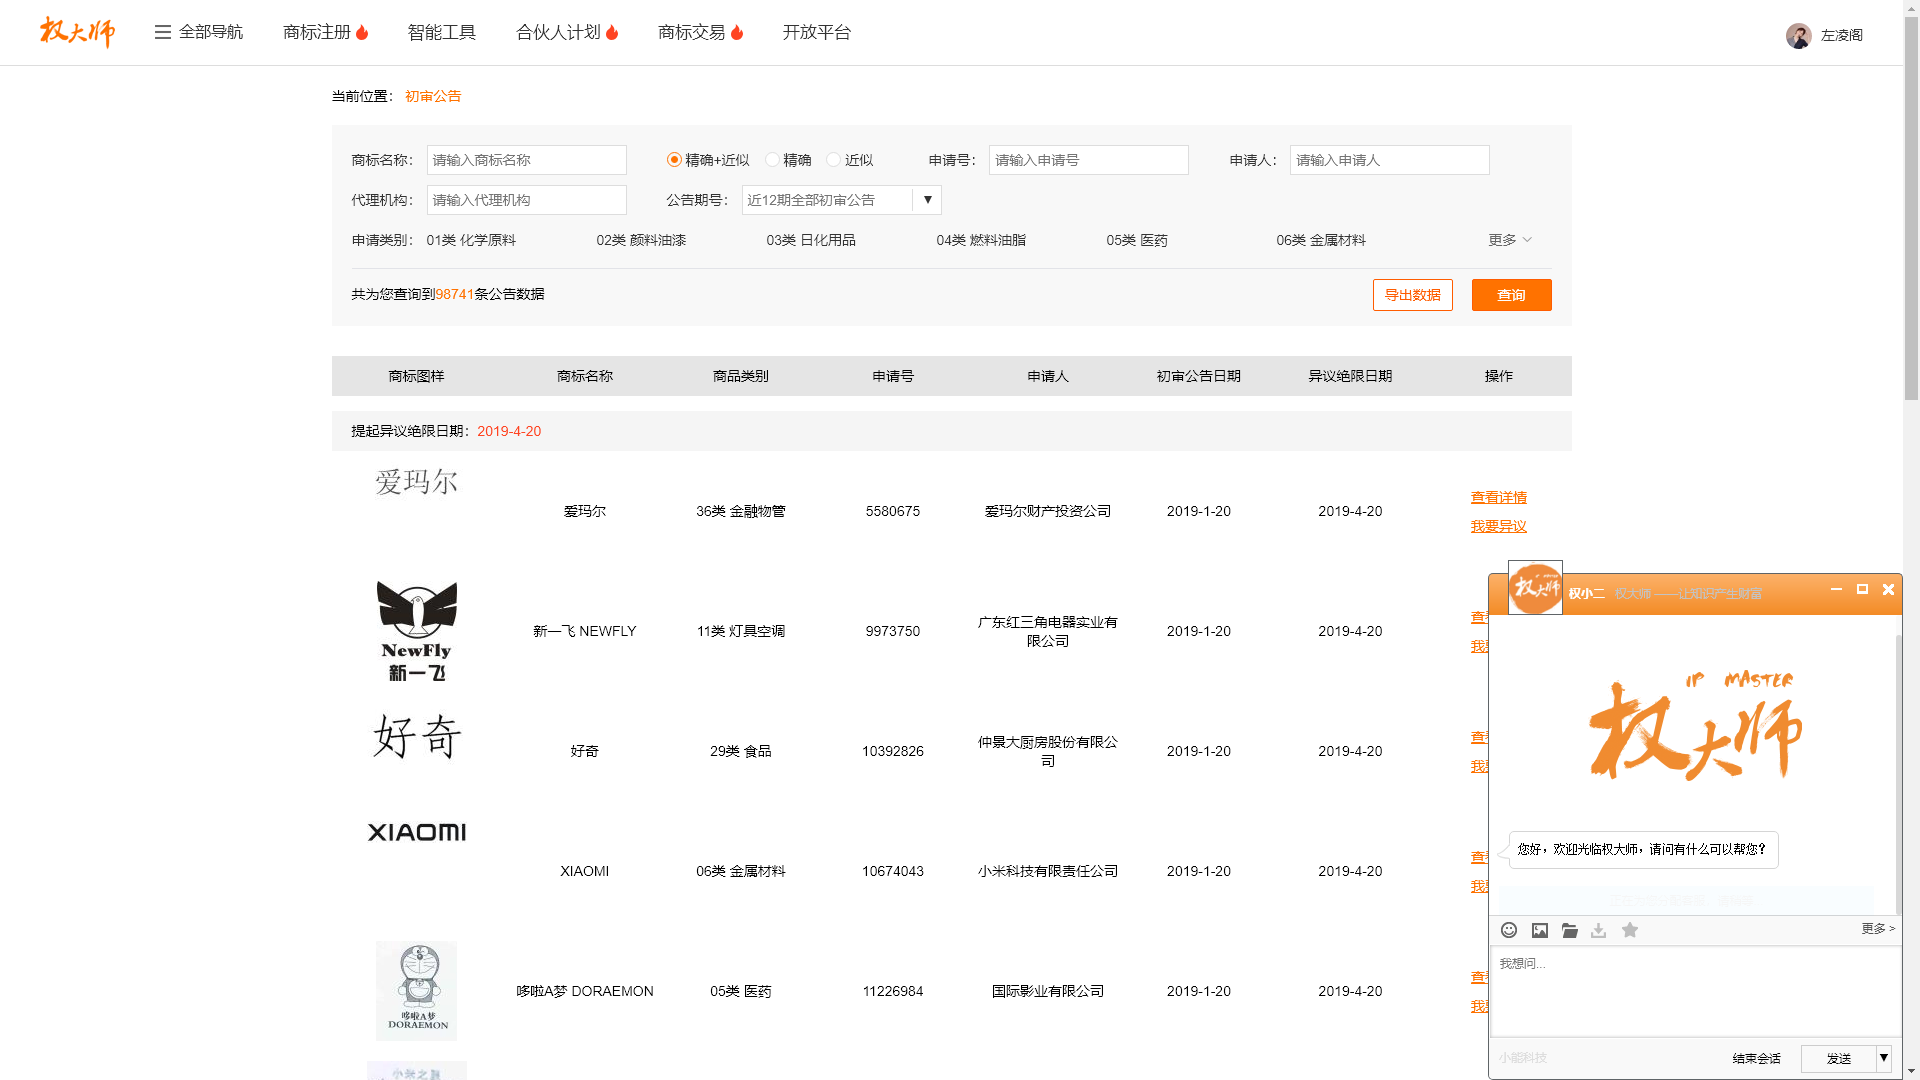 权大师 全部导航 商标注册 智能工具 合伙人计划 商标交易 开放平台 左凌阁
当前位置： 初审公告
商标名称： 请输入商标名称 精确+近似 精确 近似 申请号： 请输入申请号 申请人： 请输入申请人
代理机构： 请输入代理机构 公告期号： 近12期全部初审公告 ▼
申请类别： 01类 化学原料 02类 颜料油漆 03类 日化用品 04类 燃料油脂 05类 医药 06类 金属材料 更多
共为您查询到98741条公告数据 导出数据 查询
商标图样 商标名称 商品类别 申请号 申请人 初审公告日期 异议绝限日期 操作
提起异议绝限日期：2019-4-20
爱玛尔
爱玛尔 36类 金融物管 5580675 爱玛尔财产投资公司 2019-1-20 2019-4-20 查看详情
我要异议
NewFly
新一飞
新一飞 NEWFLY 11类 灯具空调 9973750 广东红三角电器实业有限公司 2019-1-20 2019-4-20 查
我
好奇
好奇 29类 食品 10392826 仲景大厨房股份有限公司 2019-1-20 2019-4-20 查
我
XIAOMI
XIAOMI 06类 金属材料 10674043 小米科技有限责任公司 2019-1-20 2019-4-20 查
我
哆啦A梦
DORAEMON
哆啦A梦 DORAEMON 05类 医药 11226984 国际影业有限公司 2019-1-20 2019-4-20 查
我
权大师 权小二 权大师 ——让知识产生财富
IP MASTER
权大师
您好，欢迎光临权大师，请问有什么可以帮您？
更多 >
我想问...
小能科技 结束会话 发送 ▼